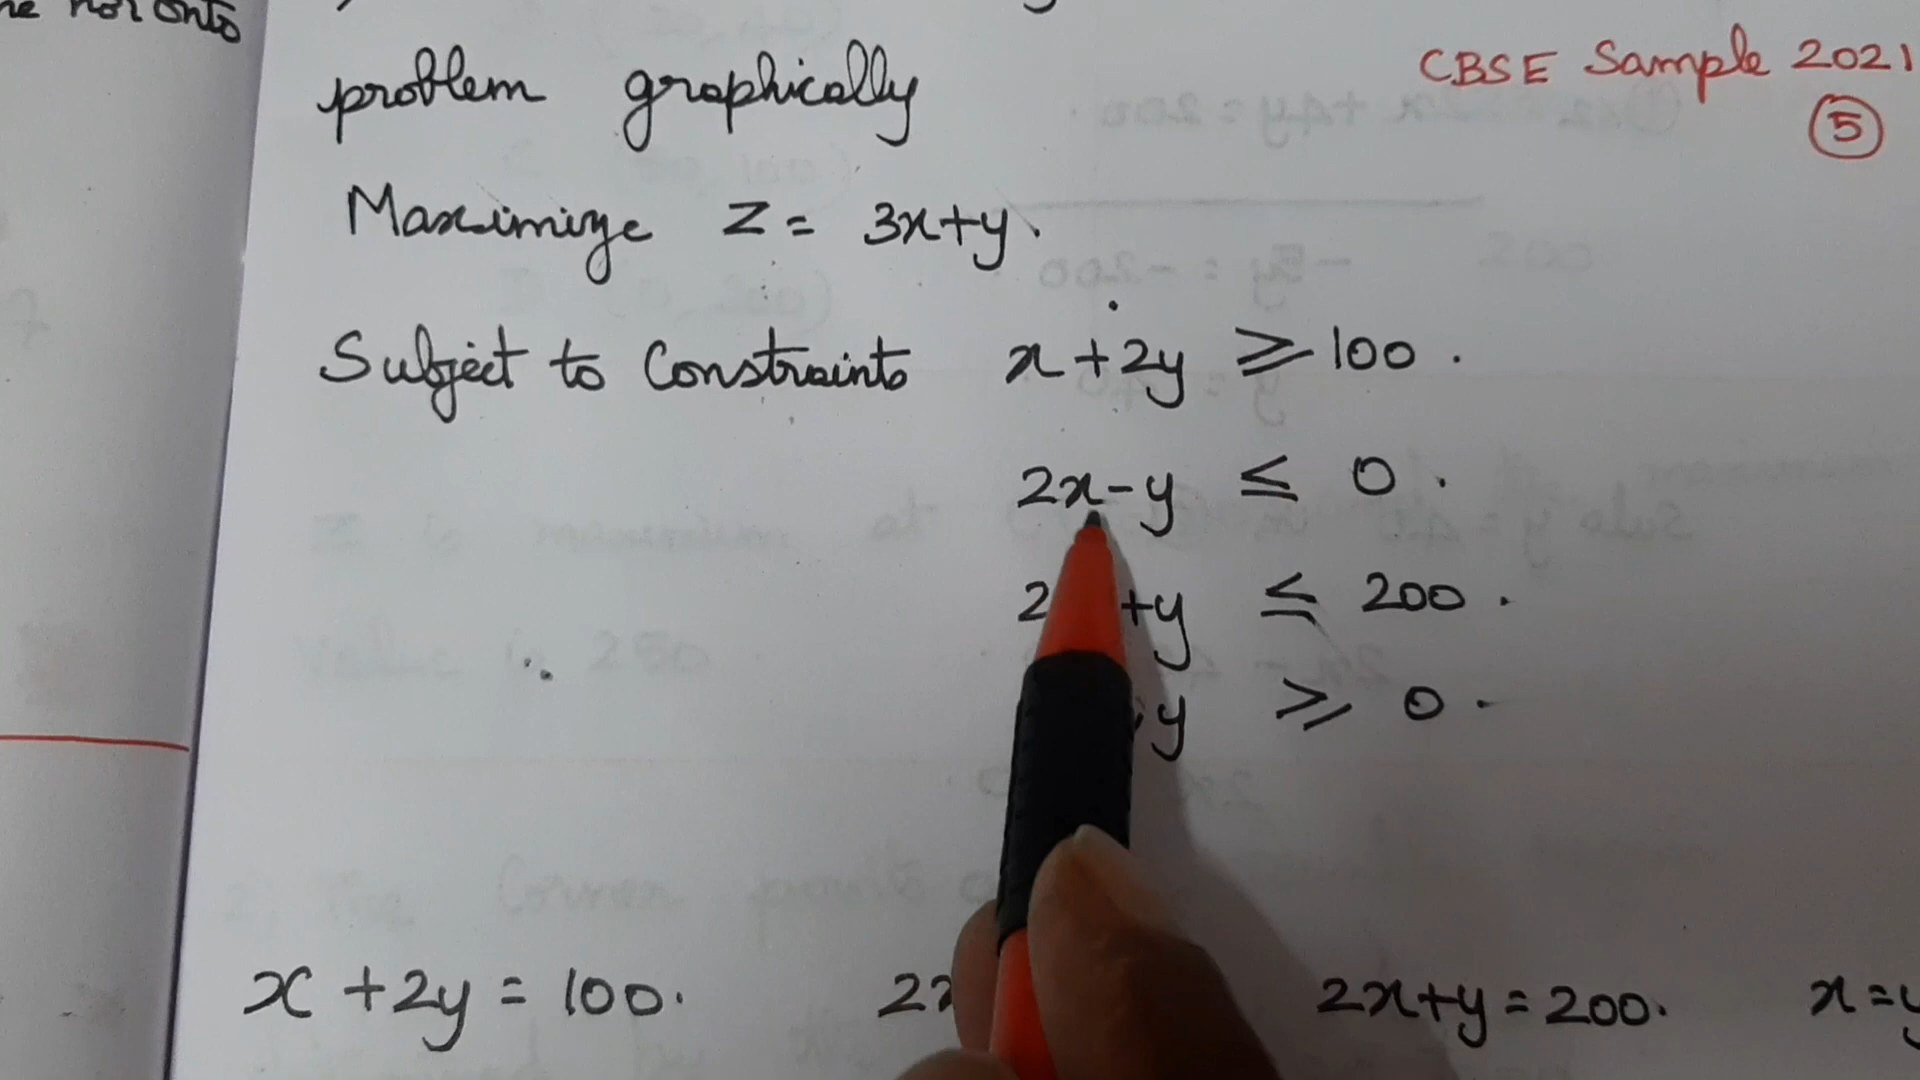 CBSE Sample 2021
problem graphically
5
Maximize Z = 3x+y.
Subject to Constraints x + 2y ≥ 100.
2x - y ≤ 0.
2 +y ≤ 200.
,y ≥ 0.
x + 2y = 100.
2x+y = 200.
x = y